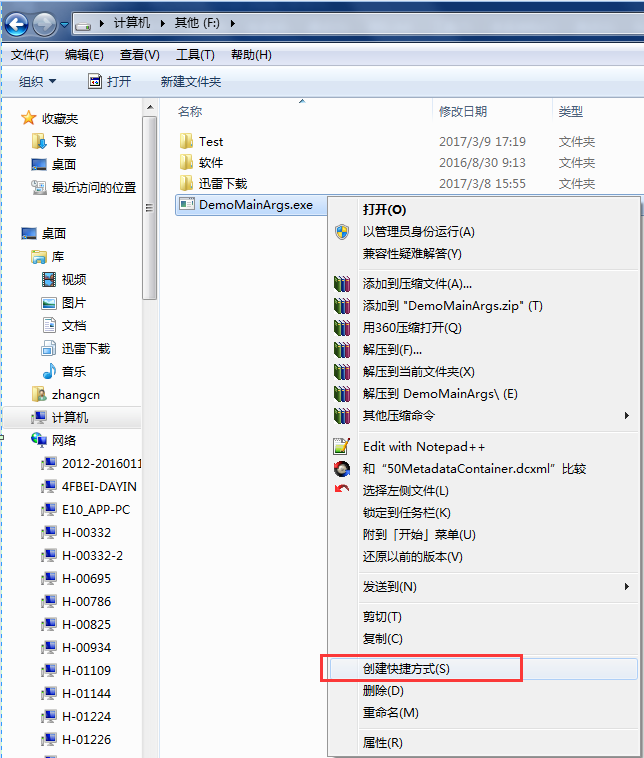 计算机 其他 (F:)
文件(F) 编辑(E) 查看(V) 工具(T) 帮助(H)
组织 打开 新建文件夹
收藏夹
下载
桌面
最近访问的位置
桌面
库
视频
图片
文档
迅雷下载
音乐
zhangcn
计算机
网络
2012-2016011
4FBEI-DAYIN
E10_APP-PC
H-00332
H-00332-2
H-00695
H-00786
H-00825
H-00934
H-01109
H-01144
H-01224
H-01226
名称 修改日期 类型
Test 2017/3/9 17:19 文件夹
软件 2016/8/30 9:13 文件夹
迅雷下载 2017/3/8 15:55 文件夹
DemoMainArgs.exe
打开(O)
以管理员身份运行(A)
兼容性疑难解答(Y)
添加到压缩文件(A)...
添加到 "DemoMainArgs.zip" (T)
用360压缩打开(Q)
解压到(F)...
解压到当前文件夹(X)
解压到 DemoMainArgs\ (E)
其他压缩命令
Edit with Notepad++
和“50MetadataContainer.dcxml”比较
选择左侧文件(L)
锁定到任务栏(K)
附到「开始」菜单(U)
还原以前的版本(V)
发送到(N)
剪切(T)
复制(C)
创建快捷方式(S)
删除(D)
重命名(M)
属性(R)